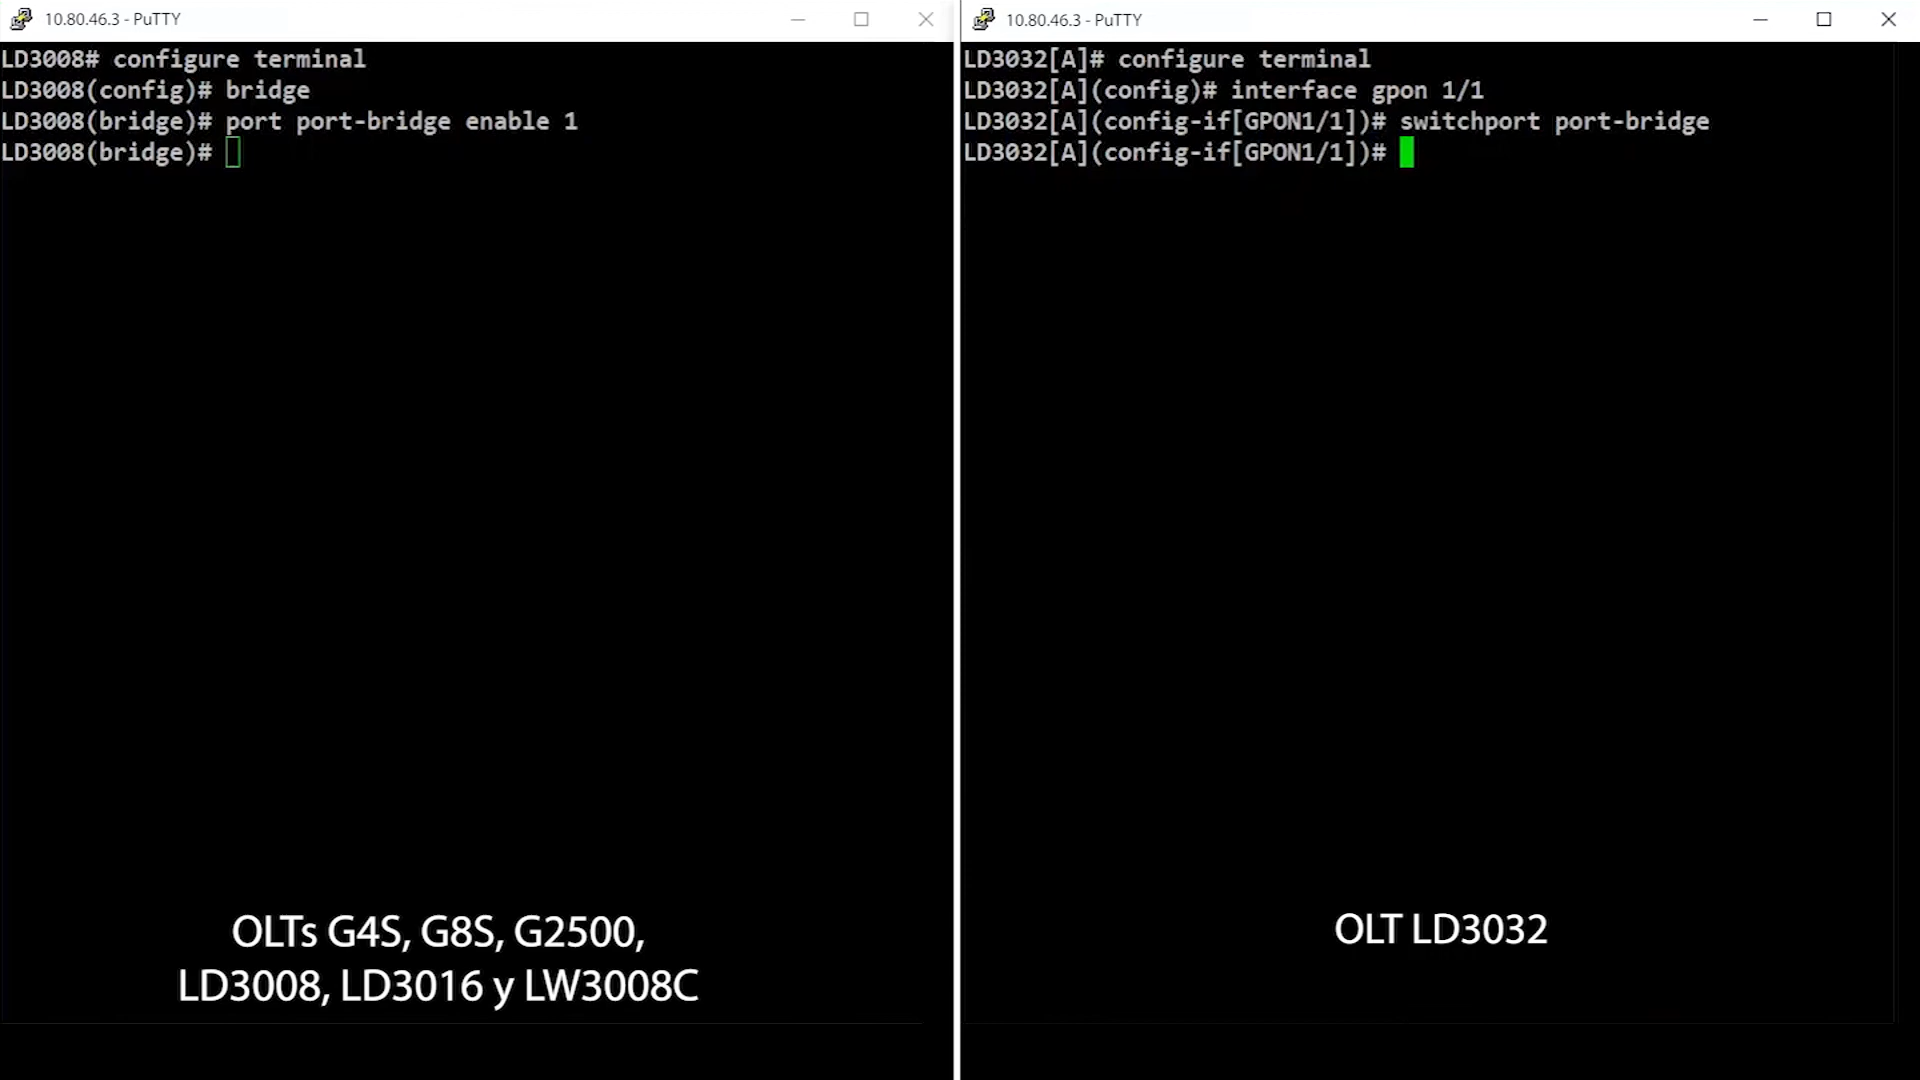 10.80.46.3 - PuTTY
LD3008# configure terminal
LD3008(config)# bridge
LD3008(bridge)# port port-bridge enable 1
LD3008(bridge)#
OLTs G4S, G8S, G2500,
LD3008, LD3016 y LW3008C
10.80.46.3 - PuTTY
LD3032[A]# configure terminal
LD3032[A](config)# interface gpon 1/1
LD3032[A](config-if[GPON1/1])# switchport port-bridge
LD3032[A](config-if[GPON1/1])#
OLT LD3032